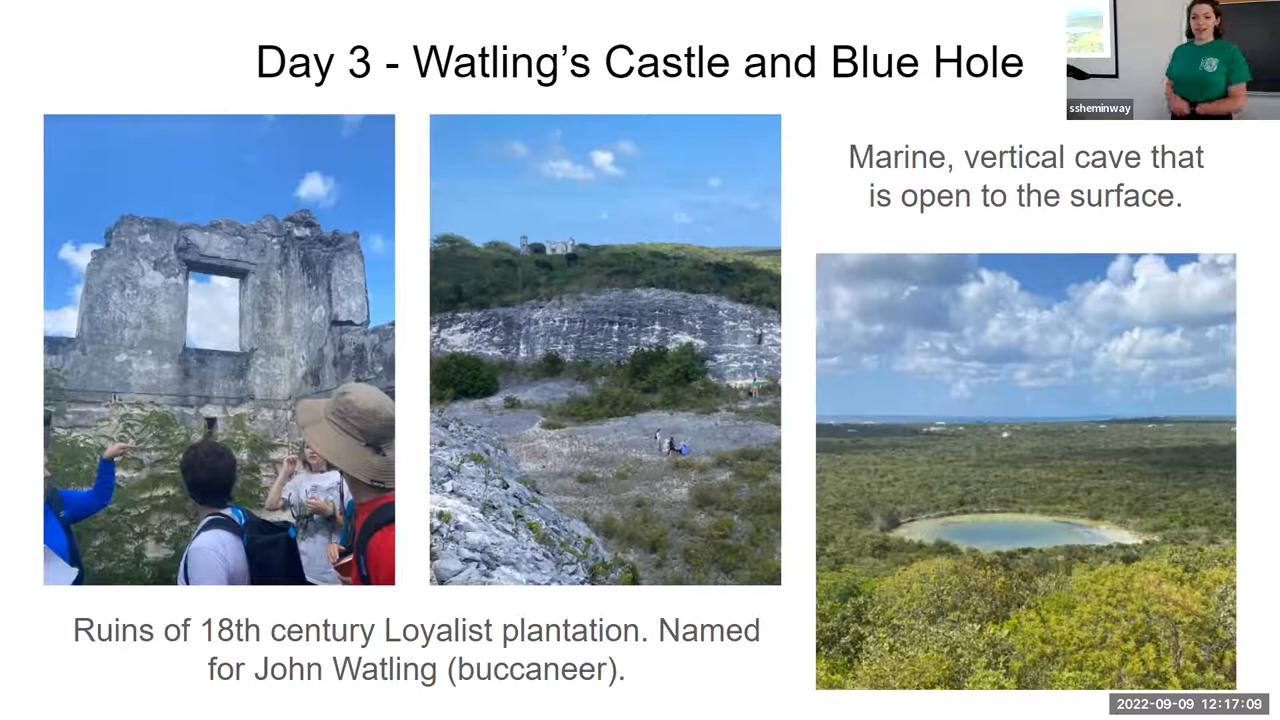 Day 3 - Watling's Castle and Blue Hole
ssheminway
Marine, vertical cave that
is open to the surface.
Ruins of 18th century Loyalist plantation. Named
for John Watling (buccaneer).
2022-09-09 12:17:09